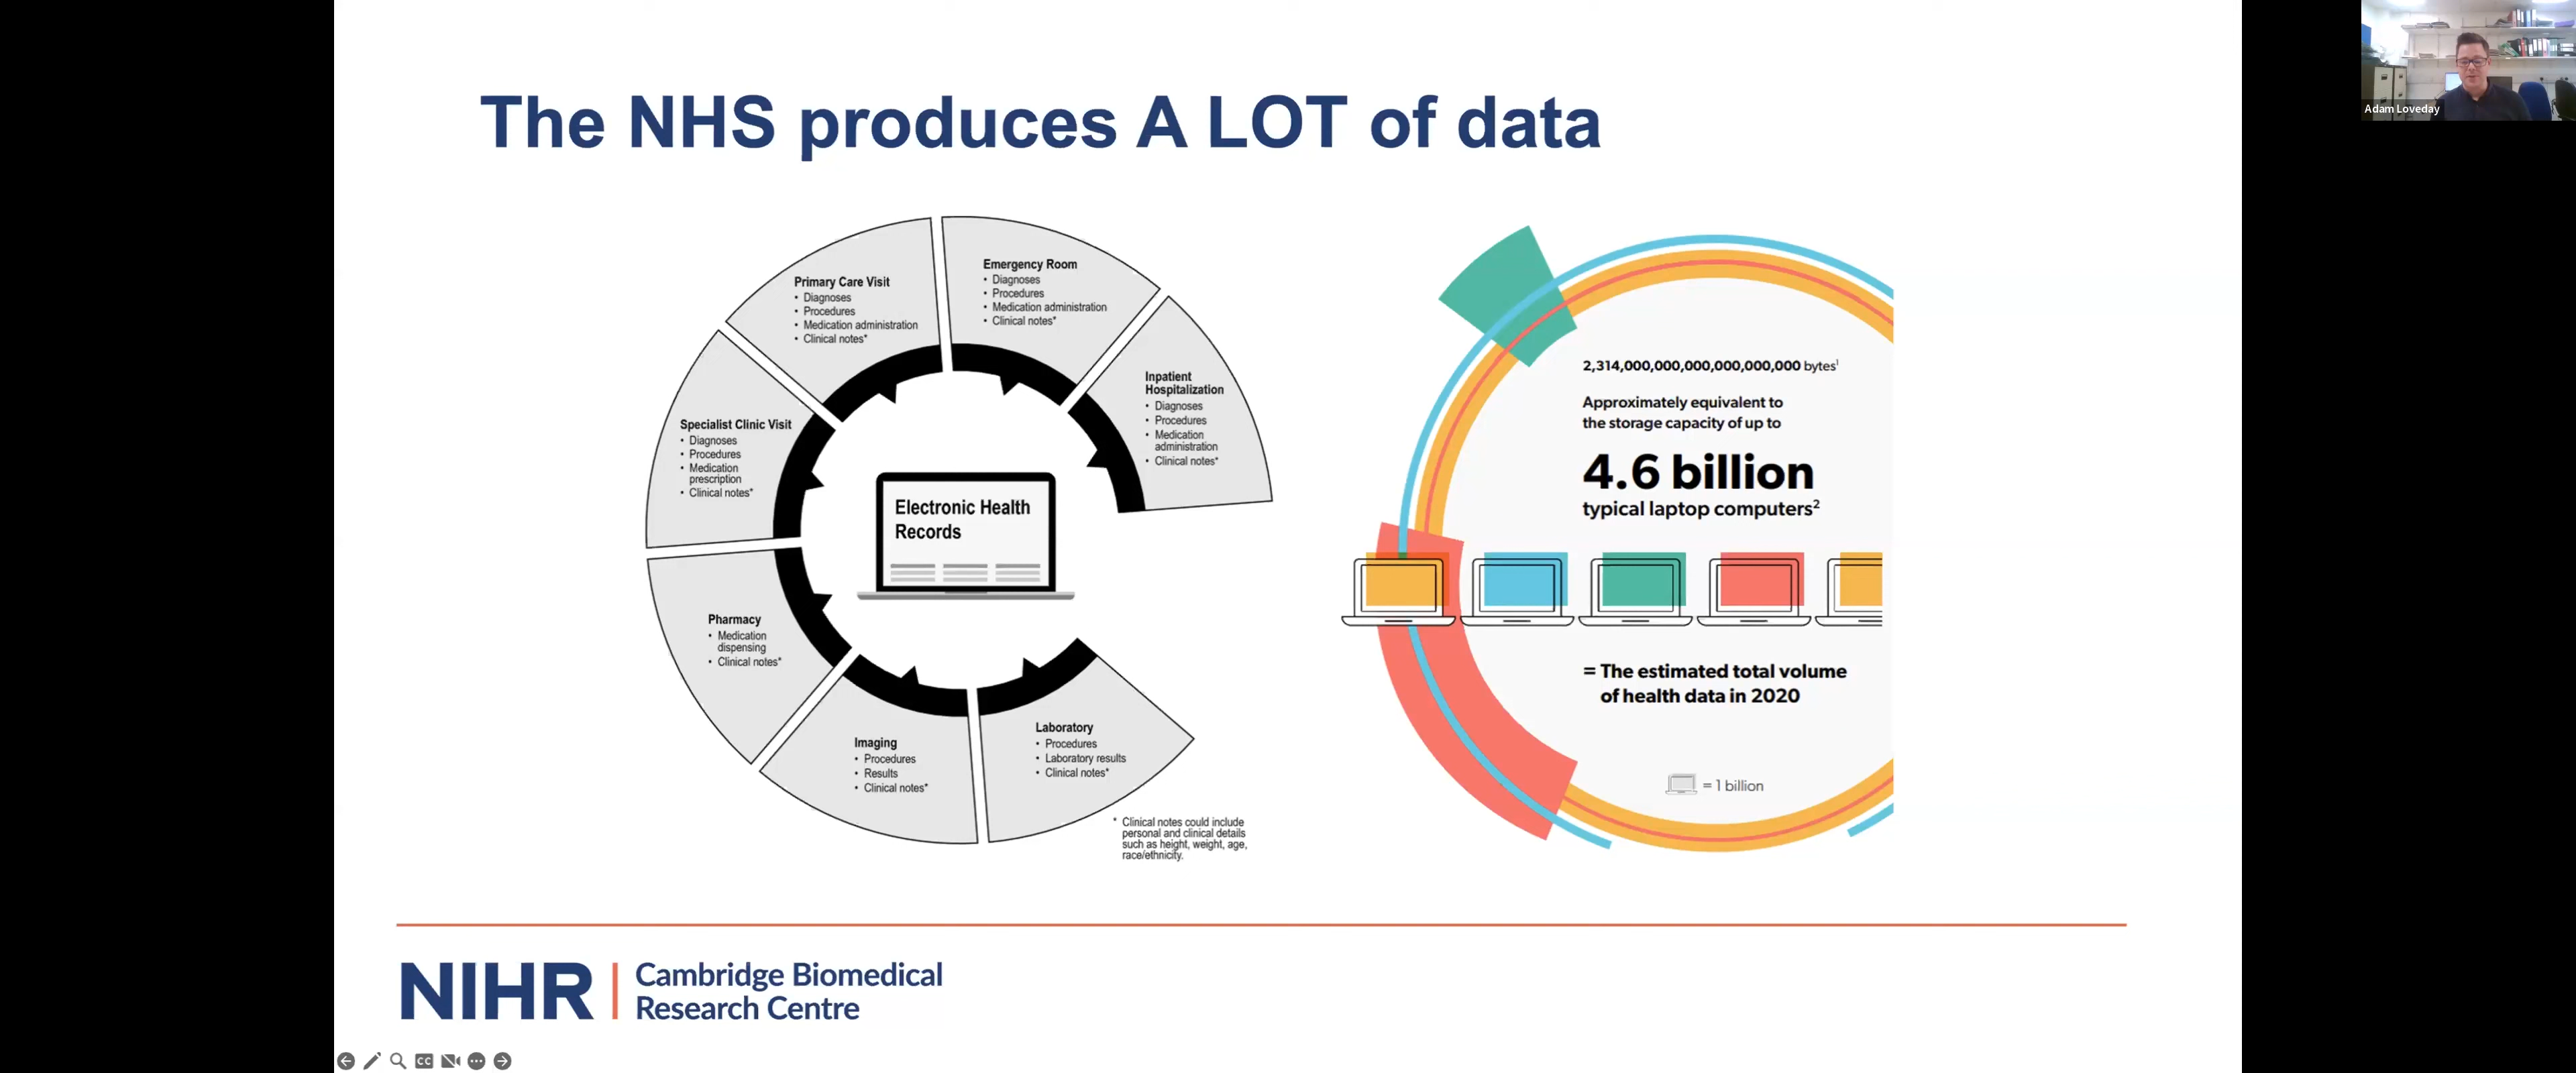 The NHS produces A LOT of data
Adam Loveday
Primary Care Visit
• Diagnoses
• Procedures
• Medication administration
• Clinical notes*
Emergency Room
• Diagnoses
• Procedures
• Medication administration
• Clinical notes*
Inpatient
Hospitalization
• Diagnoses
• Procedures
• Medication
administration
• Clinical notes*
Specialist Clinic Visit
• Diagnoses
• Procedures
• Medication
prescription
• Clinical notes*
Electronic Health
Records
Pharmacy
• Medication
dispensing
• Clinical notes*
Imaging
• Procedures
• Results
• Clinical notes*
Laboratory
• Procedures
• Laboratory results
• Clinical notes*
* Clinical notes could include
personal and clinical details
such as height, weight, age,
race/ethnicity.
2,314,000,000,000,000,000,000 bytes¹
Approximately equivalent to
the storage capacity of up to
4.6 billion
typical laptop computers²
= The estimated total volume
of health data in 2020
= 1 billion
NIHR | Cambridge Biomedical
Research Centre
CC